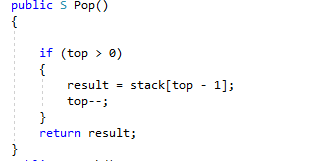 public S Pop()
{
if (top > 0)
{
result = stack[top - 1];
top--;
}
return result;
}